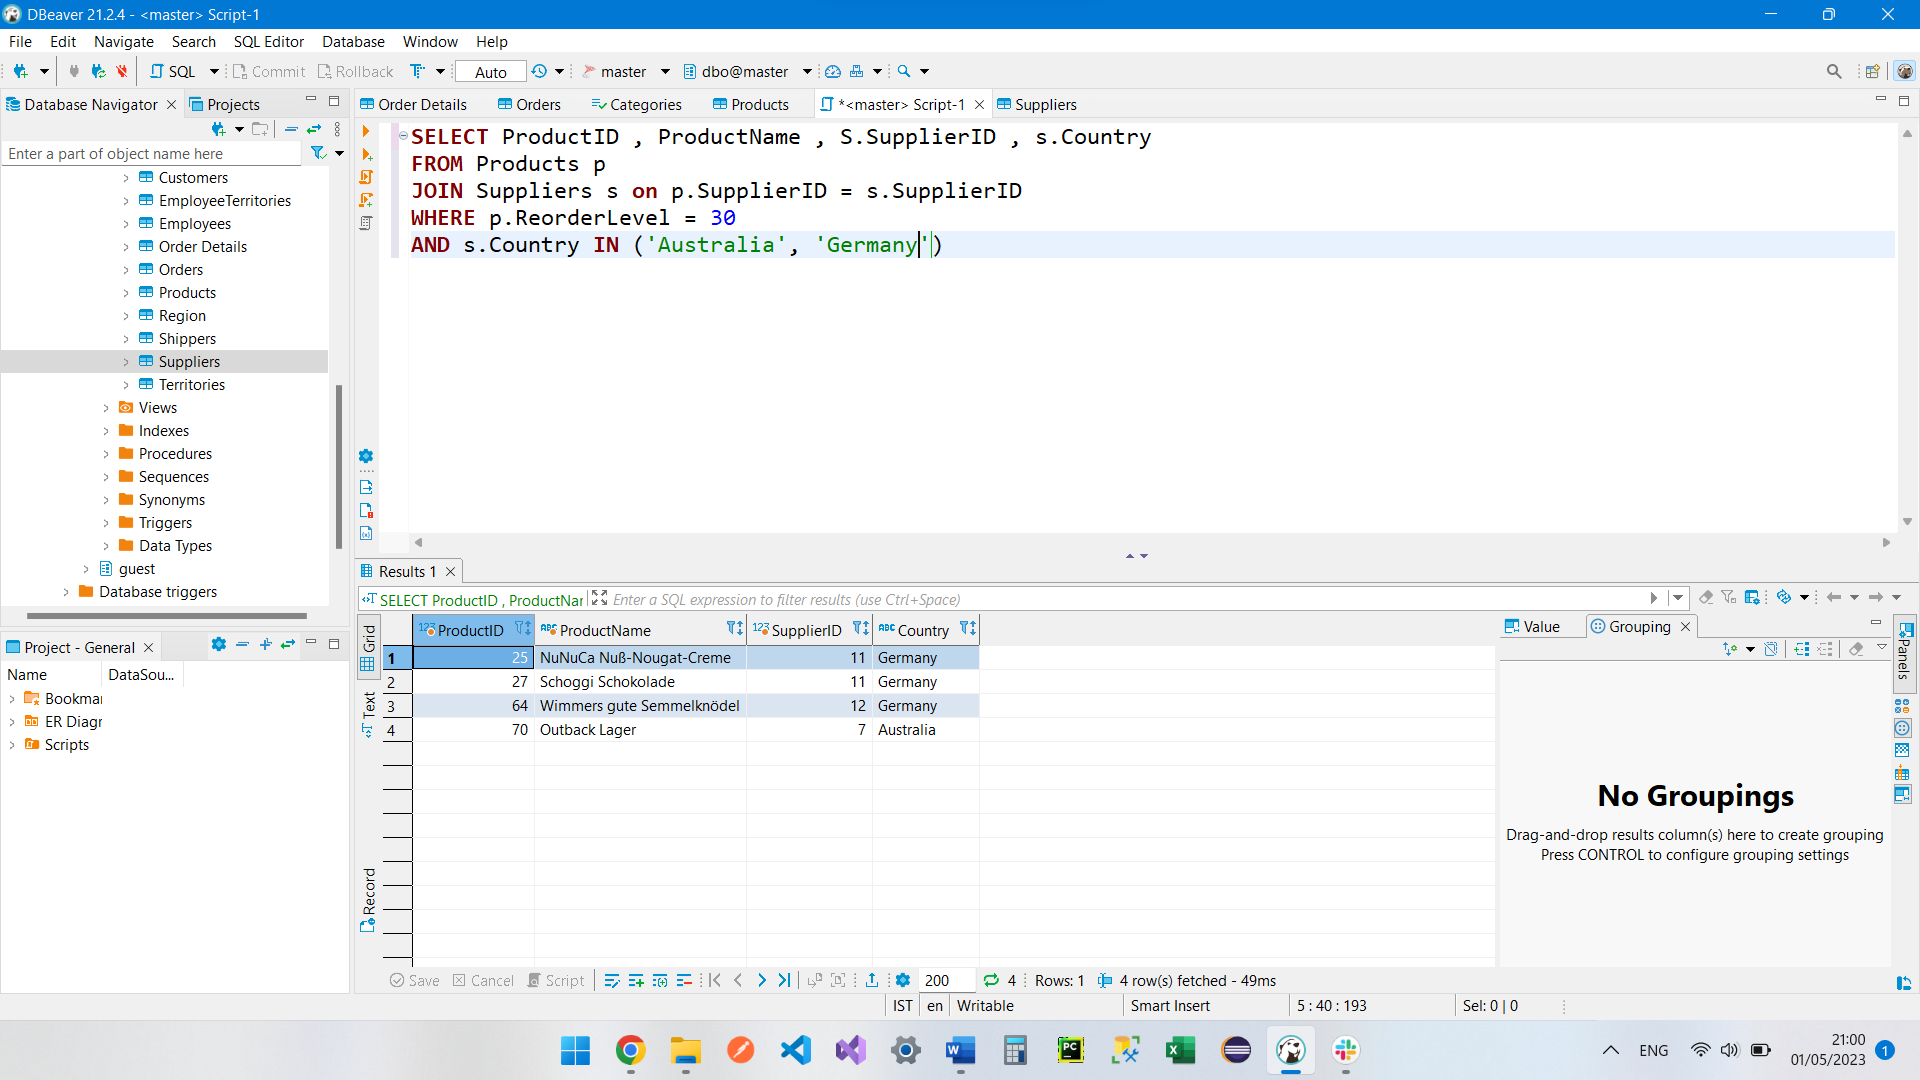 DBeaver 21.2.4 - <master> Script-1
File Edit Navigate Search SQL Editor Database Window Help
SQL Commit Rollback Auto master dbo@master
Database Navigator Projects
Order Details Orders Categories Products *<master> Script-1 Suppliers
Enter a part of object name here
Customers
EmployeeTerritories
Employees
Order Details
Orders
Products
Region
Shippers
Suppliers
Territories
Views
Indexes
Procedures
Sequences
Synonyms
Triggers
Data Types
guest
Database triggers
SELECT ProductID , ProductName , S.SupplierID , s.Country
FROM Products p
JOIN Suppliers s on p.SupplierID = s.SupplierID
WHERE p.ReorderLevel = 30
AND s.Country IN ('Australia', 'Germany')
Project - General
Name DataSou...
Bookmar
ER Diagr
Scripts
Results 1
SELECT ProductID , ProductNar Enter a SQL expression to filter results (use Ctrl+Space)
Grid
Text
Record
ProductID ProductName SupplierID Country
1 25 NuNuCa Nuß-Nougat-Creme 11 Germany
2 27 Schoggi Schokolade 11 Germany
3 64 Wimmers gute Semmelknödel 12 Germany
4 70 Outback Lager 7 Australia
Value Grouping
Panels
No Groupings
Drag-and-drop results column(s) here to create grouping
Press CONTROL to configure grouping settings
Save Cancel Script 200 4 Rows: 1 4 row(s) fetched - 49ms
IST en Writable Smart Insert 5 : 40 : 193 Sel: 0 | 0
ENG 21:00
01/05/2023 1